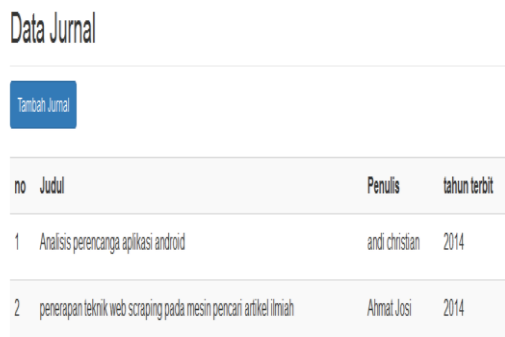 Data Jurnal
Tambah Jurnal
no Judul Penulis tahun terbit
1 Analisis perencanga aplikasi android andi christian 2014
2 penerapan teknik web scraping pada mesin pencari artikel ilmiah Ahmat Josi 2014